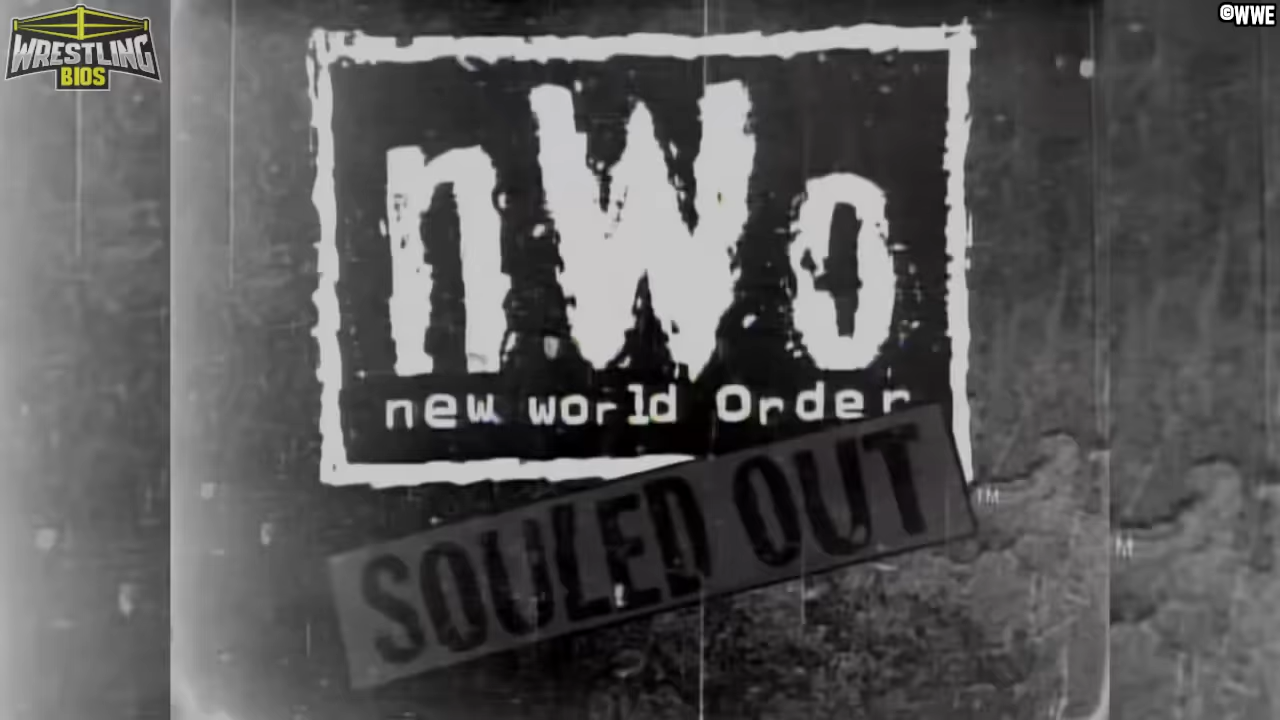 WRESTLING
BIOS
©WWE
nWo
new world Order
SOULED OUT
TM
M